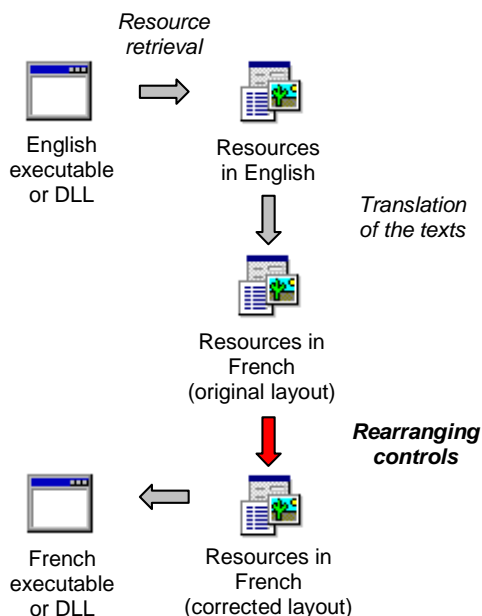 Resource
retrieval
English
executable
or DLL
Resources
in English
Translation
of the texts
Resources in
French
(original layout)
Rearranging
controls
French
executable
or DLL
Resources in
French
(corrected layout)